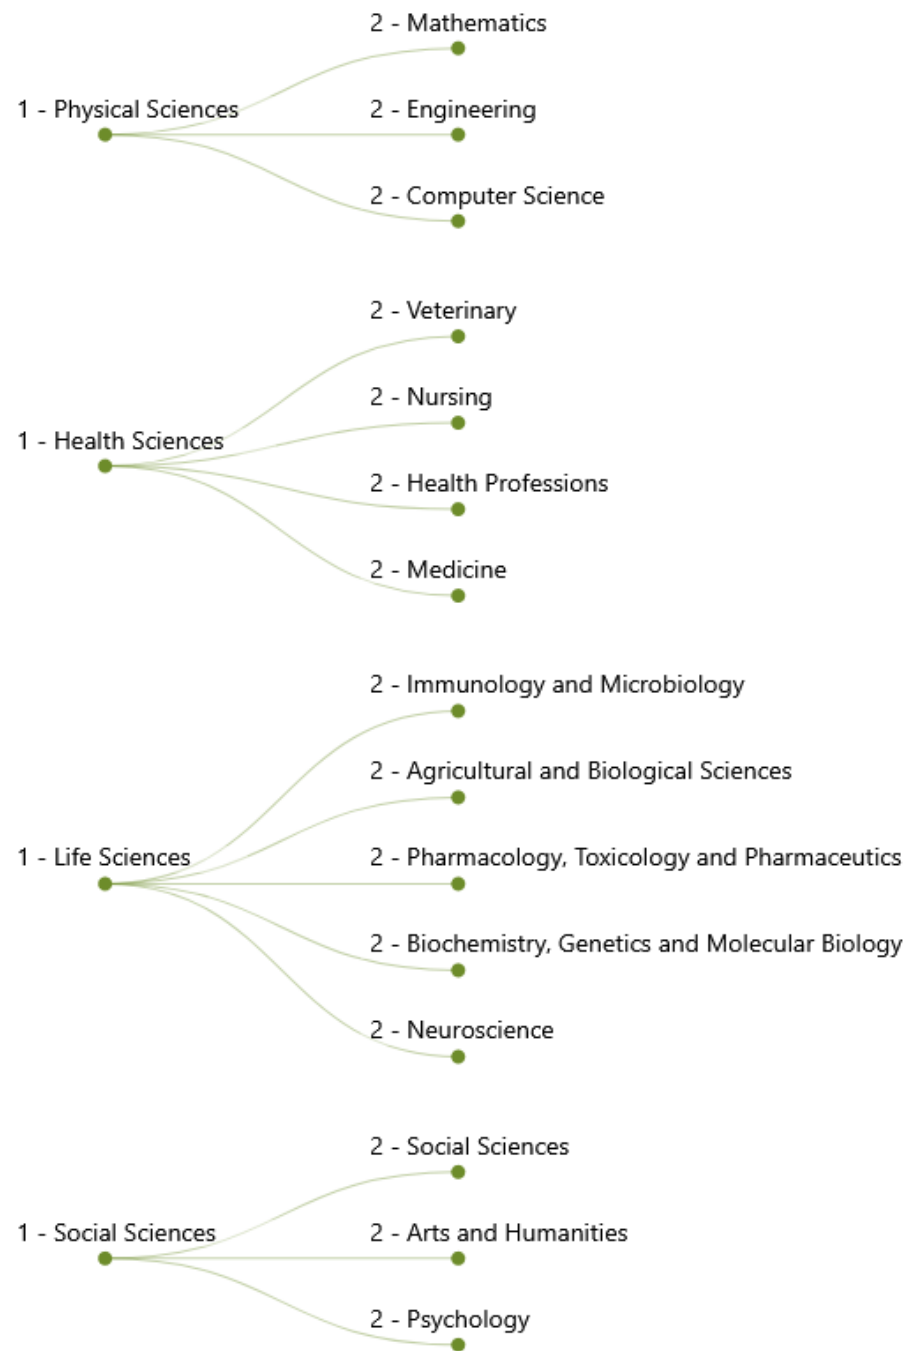 2 - Mathematics
1 - Physical Sciences
2 - Engineering
2 - Computer Science
2 - Veterinary
2 - Nursing
1 - Health Sciences
2 - Health Professions
2 - Medicine
2 - Immunology and Microbiology
2 - Agricultural and Biological Sciences
1 - Life Sciences
2 - Pharmacology, Toxicology and Pharmaceutics
2 - Biochemistry, Genetics and Molecular Biology
2 - Neuroscience
2 - Social Sciences
1 - Social Sciences
2 - Arts and Humanities
2 - Psychology